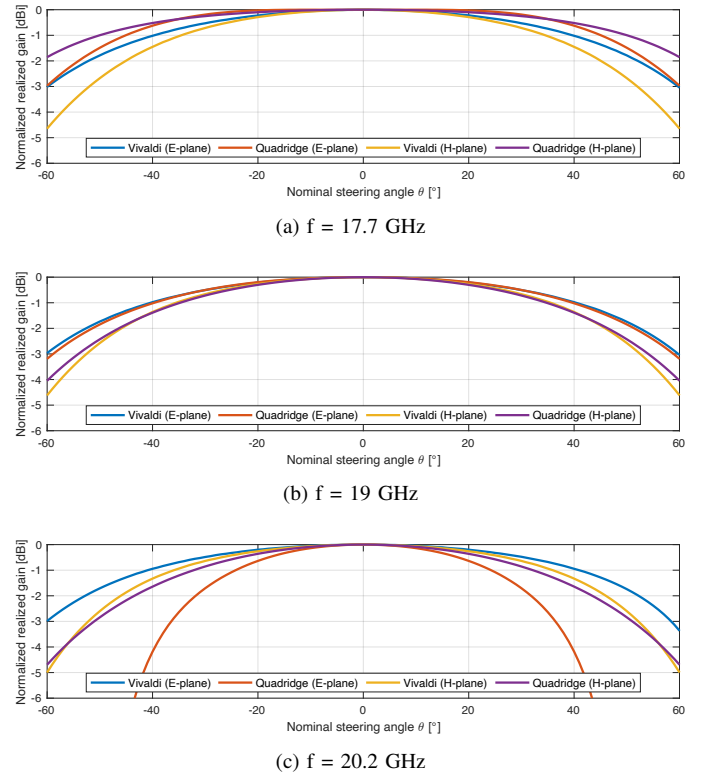 Normalized realized gain [dBi]
0
-1
-2
-3
-4
-5
-6
Vivaldi (E-plane) Quadridge (E-plane) Vivaldi (H-plane) Quadridge (H-plane)
-60 -40 -20 0 20 40 60
Nominal steering angle θ [°]
(a) f = 17.7 GHz
Normalized realized gain [dBi]
0
-1
-2
-3
-4
-5
-6
Vivaldi (E-plane) Quadridge (E-plane) Vivaldi (H-plane) Quadridge (H-plane)
-60 -40 -20 0 20 40 60
Nominal steering angle θ [°]
(b) f = 19 GHz
Normalized realized gain [dBi]
0
-1
-2
-3
-4
-5
-6
Vivaldi (E-plane) Quadridge (E-plane) Vivaldi (H-plane) Quadridge (H-plane)
-60 -40 -20 0 20 40 60
Nominal steering angle θ [°]
(c) f = 20.2 GHz